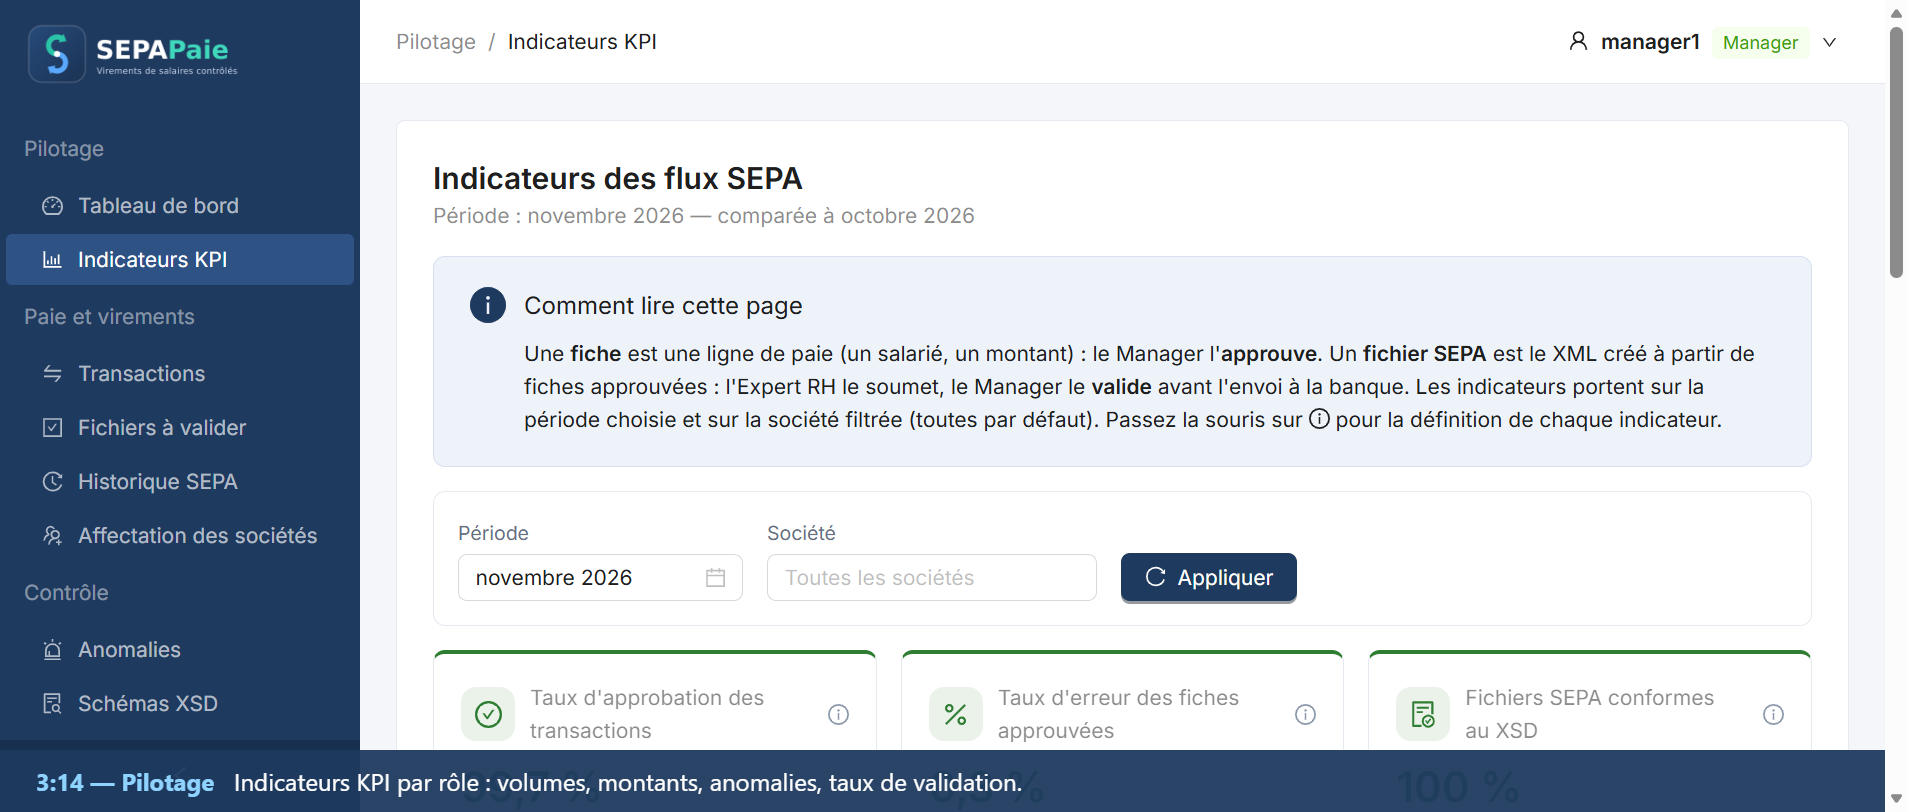 SEPAPaie
Virements de salaires contrôlés
Pilotage
Tableau de bord
Indicateurs KPI
Paie et virements
Transactions
Fichiers à valider
Historique SEPA
Affectation des sociétés
Contrôle
Anomalies
Schémas XSD
Pilotage / Indicateurs KPI
manager1 Manager
Indicateurs des flux SEPA
Période : novembre 2026 — comparée à octobre 2026
Comment lire cette page
Une fiche est une ligne de paie (un salarié, un montant) : le Manager l'approuve. Un fichier SEPA est le XML créé à partir de
fiches approuvées : l'Expert RH le soumet, le Manager le valide avant l'envoi à la banque. Les indicateurs portent sur la
période choisie et sur la société filtrée (toutes par défaut). Passez la souris sur ⓘ pour la définition de chaque indicateur.
Période
novembre 2026
Société
Toutes les sociétés
Appliquer
Taux d'approbation des
transactions
Taux d'erreur des fiches
approuvées
Fichiers SEPA conformes
au XSD
100 %
3:14 — Pilotage Indicateurs KPI par rôle : volumes, montants, anomalies, taux de validation.